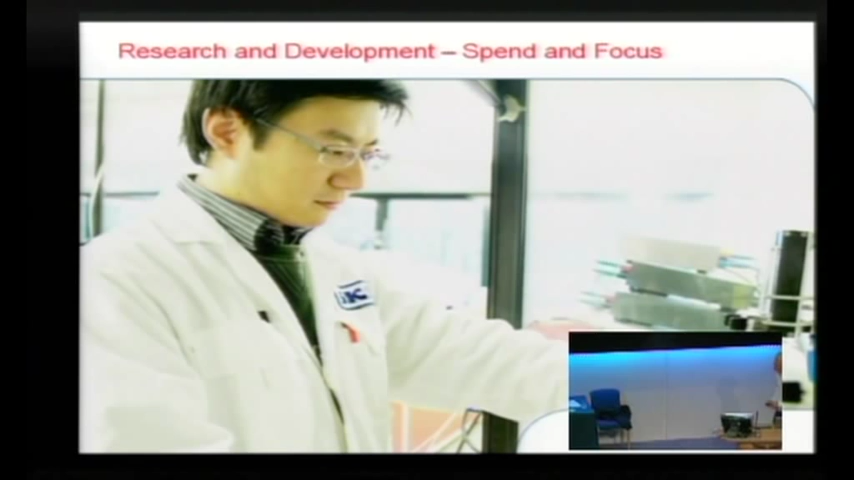 Research and Development – Spend and Focus